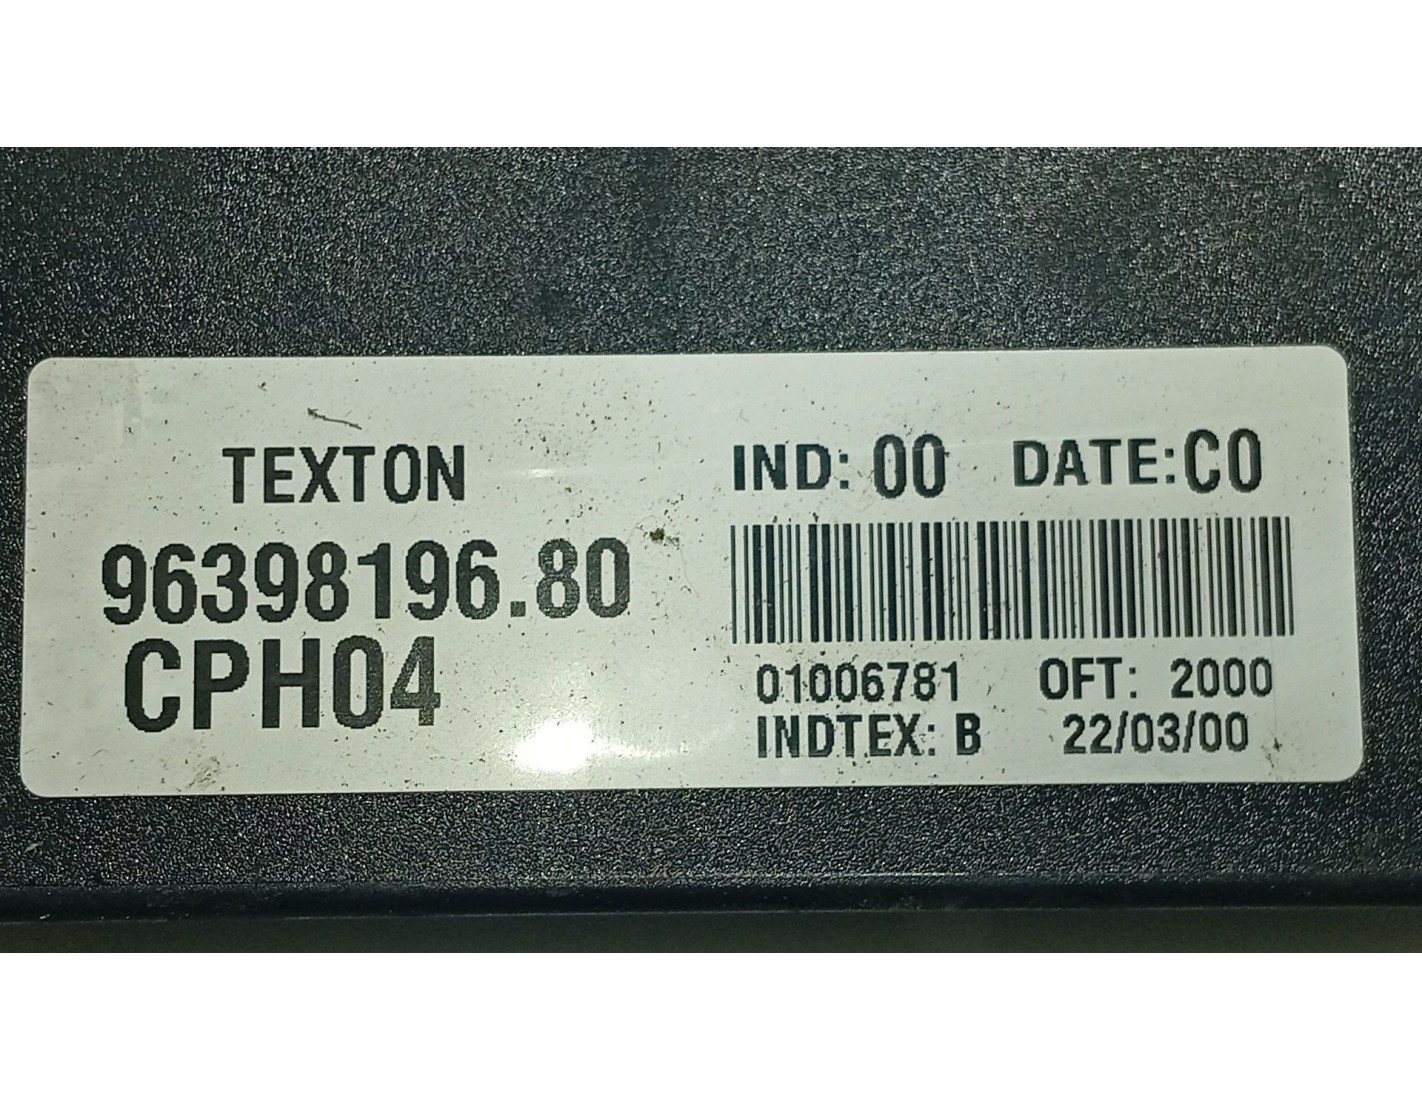 TEXTON
96398196.80
CPH04
IND: 00 DATE: C0
01006781 OFT: 2000
INDTEX: B 22/03/00